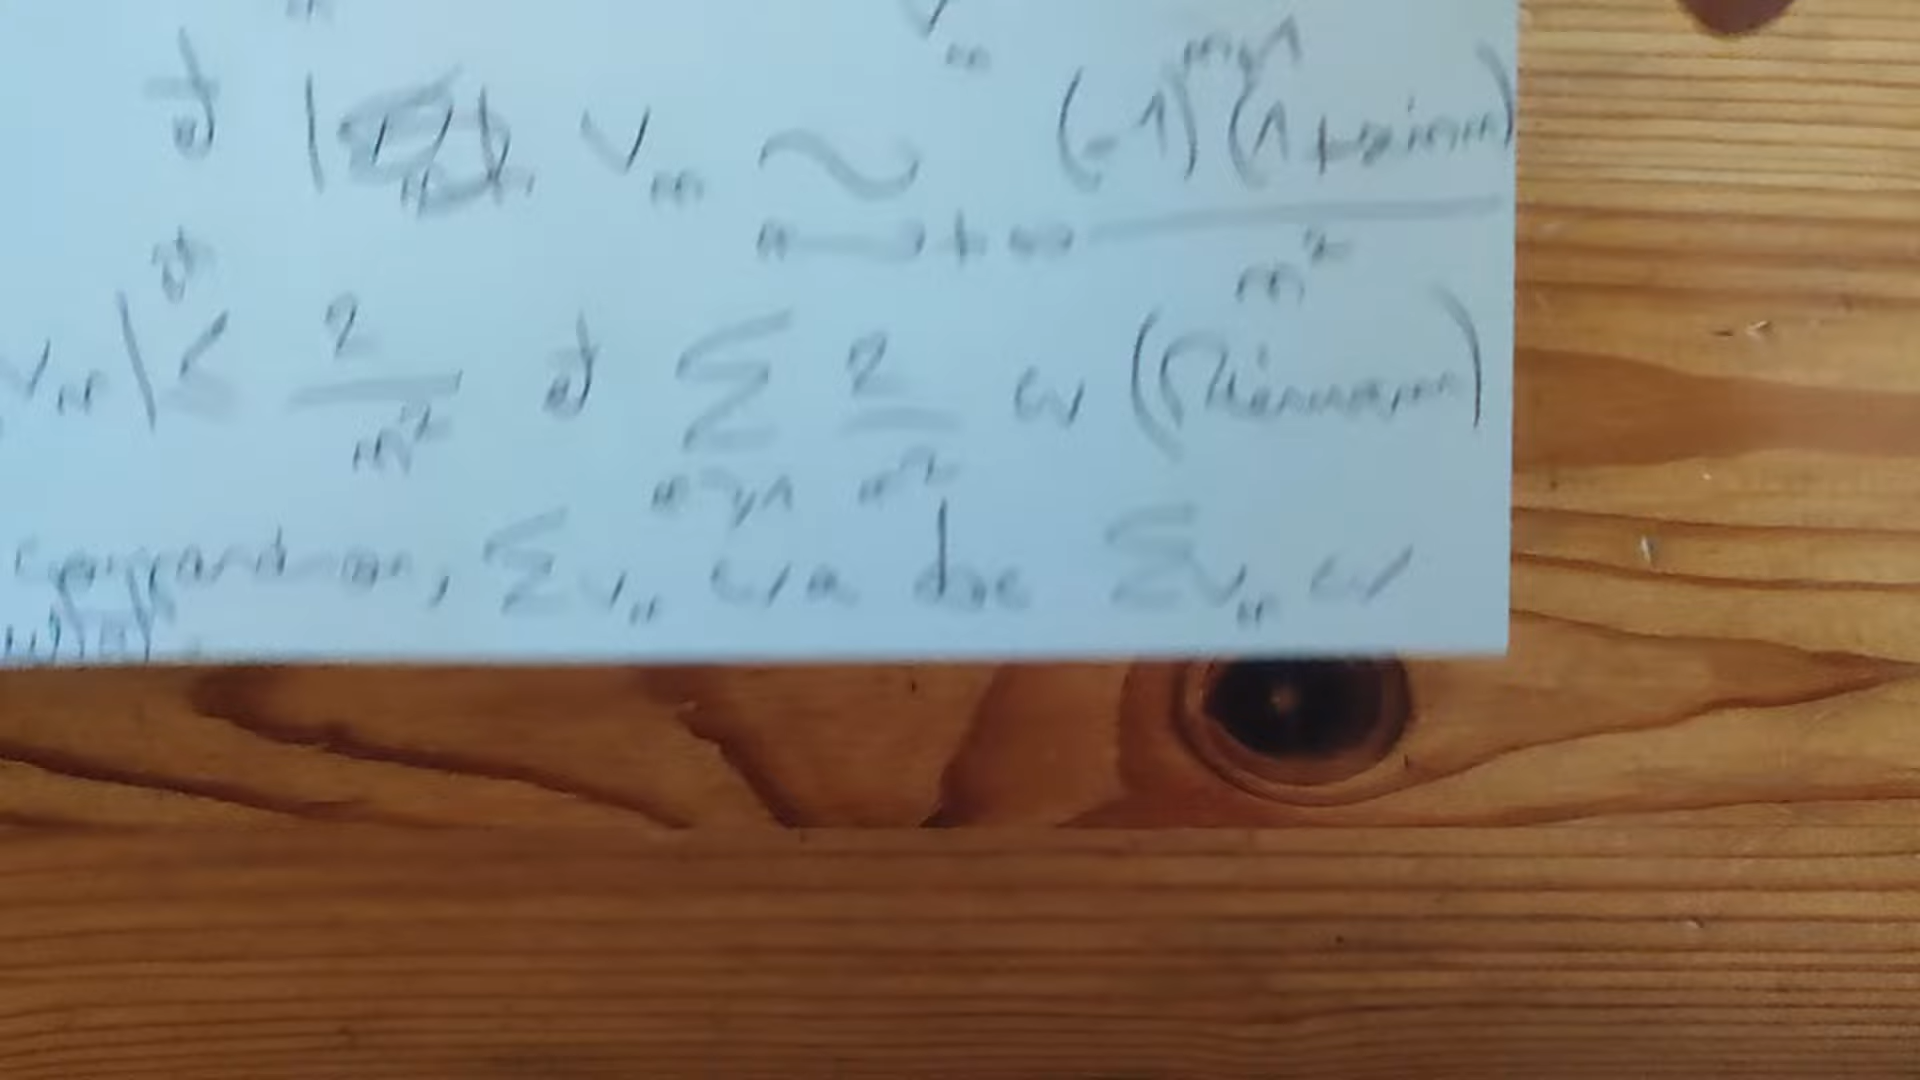 et v_n ~ n→+∞ (-1)^{n+1} (1+sin n) / n²
et
v_n| ≤ 2/n² et Σ n≥1 2/n² cv (Riemann)
comparaison, Σ v_n cva donc Σ v_n cv